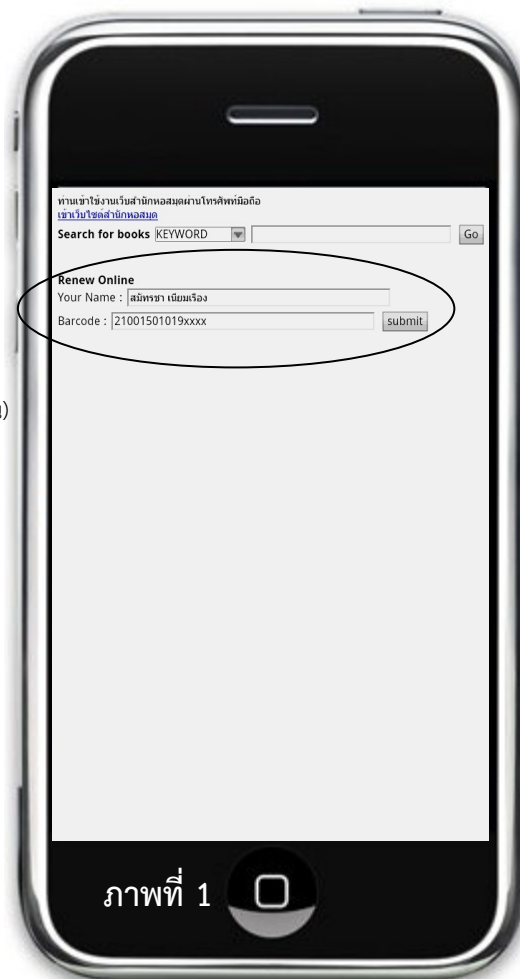 ท่านเข้าใช้งานเว็บสำนักหอสมุดผ่านโทรศัพท์มือถือ
เข้าเว็บไซต์สำนักหอสมุด
Search for books KEYWORD Go
Renew Online
Your Name : สมัทรชา เนียมเรือง
Barcode : 21001501019xxxx submit
)
ภาพที่ 1